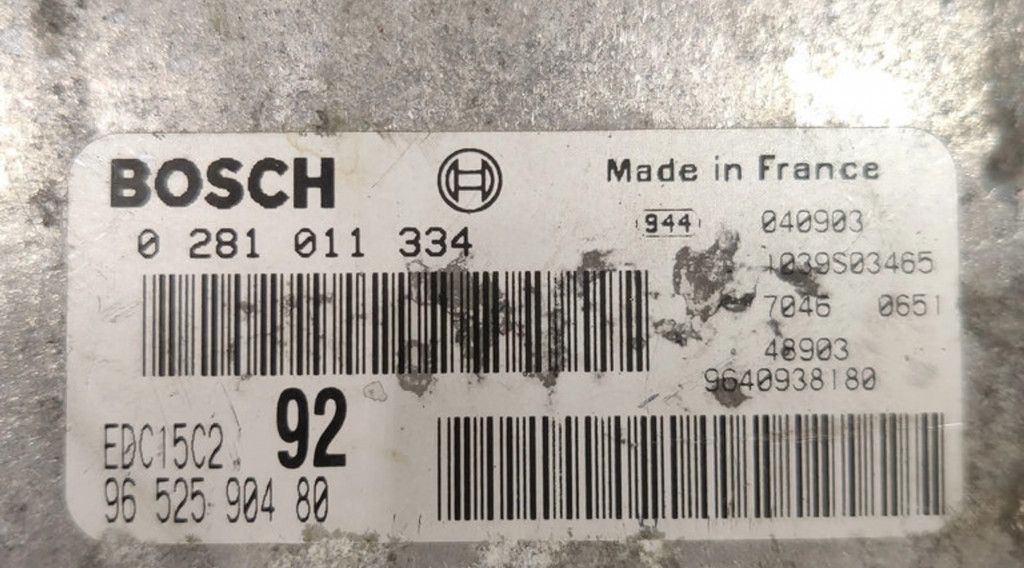 BOSCH
Made in France
0 281 011 334
944
040903
1039S03465
7046 0651
48903
9640938180
EDC15C2
92
96 525 904 80